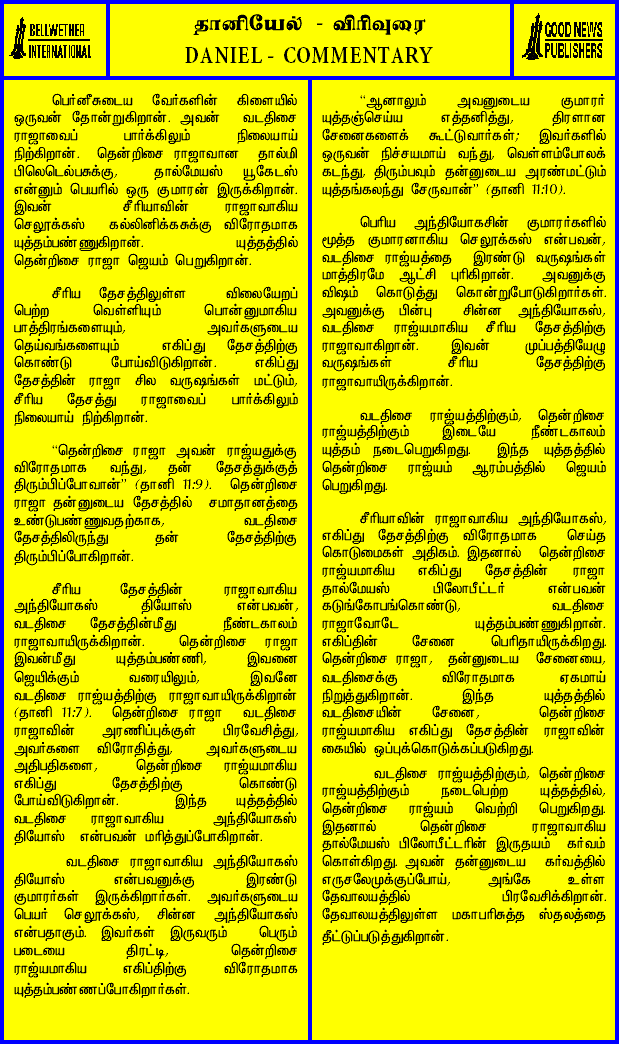 BELLWETHER
INTERNATIONAL
தானியேல் - விரிவுரை
DANIEL - COMMENTARY
GOOD NEWS
PUBLISHERS
பெர்னீசுடைய வேர்களின் கிளையில்
ஒருவன் தோன்றுகிறான். அவன் வடதிசை
ராஜாவைப் பார்க்கிலும் நிலையாய்
நிற்கிறான். தென்றிசை ராஜாவான தால்மி
பிலெடெல்பசுக்கு, தால்மேயஸ் யூகேடஸ்
என்னும் பெயரில் ஒரு குமாரன் இருக்கிறான்.
இவன் சீரியாவின் ராஜாவாகிய
செலூக்கஸ் கல்லினிக்கசுக்கு விரோதமாக
யுத்தம்பண்ணுகிறான். யுத்தத்தில்
தென்றிசை ராஜா ஜெயம் பெறுகிறான்.
சீரிய தேசத்திலுள்ள விலையேறப்
பெற்ற வெள்ளியும் பொன்னுமாகிய
பாத்திரங்களையும், அவர்களுடைய
தெய்வங்களையும் எகிப்து தேசத்திற்கு
கொண்டு போய்விடுகிறான். எகிப்து
தேசத்தின் ராஜா சில வருஷங்கள் மட்டும்,
சீரிய தேசத்து ராஜாவைப் பார்க்கிலும்
நிலையாய் நிற்கிறான்.
“தென்றிசை ராஜா அவன் ராஜ்யதுக்கு
விரோதமாக வந்து, தன் தேசத்துக்குத்
திரும்பிப்போவான்” (தானி 11:9). தென்றிசை
ராஜா தன்னுடைய தேசத்தில் சமாதானத்தை
உண்டுபண்ணுவதற்காக, வடதிசை
தேசத்திலிருந்து தன் தேசத்திற்கு
திரும்பிப்போகிறான்.
சீரிய தேசத்தின் ராஜாவாகிய
அந்தியோகஸ் தியோஸ் என்பவன்,
வடதிசை தேசத்தின்மீது நீண்டகாலம்
ராஜாவாயிருக்கிறான். தென்றிசை ராஜா
இவன்மீது யுத்தம்பண்ணி, இவனை
ஜெயிக்கும் வரையிலும், இவனே
வடதிசை ராஜ்யத்திற்கு ராஜாவாயிருக்கிறான்
(தானி 11:7). தென்றிசை ராஜா வடதிசை
ராஜாவின் அரணிப்புக்குள் பிரவேசித்து,
அவர்களை விரோதித்து, அவர்களுடைய
அதிபதிகளை, தென்றிசை ராஜ்யமாகிய
எகிப்து தேசத்திற்கு கொண்டு
போய்விடுகிறான். இந்த யுத்தத்தில்
வடதிசை ராஜாவாகிய அந்தியோகஸ்
தியோஸ் என்பவன் மரித்துப்போகிறான்.
வடதிசை ராஜாவாகிய அந்தியோகஸ்
தியோஸ் என்பவனுக்கு இரண்டு
குமாரர்கள் இருக்கிறார்கள். அவர்களுடைய
பெயர் செலூக்கஸ், சின்ன அந்தியோகஸ்
என்பதாகும். இவர்கள் இருவரும் பெரும்
படையை திரட்டி, தென்றிசை
ராஜ்யமாகிய எகிப்திற்கு விரோதமாக
யுத்தம்பண்ணப்போகிறார்கள்.
“ஆனாலும் அவனுடைய குமாரர்
யுத்தஞ்செய்ய எத்தனித்து, திரளான
சேனைகளைக் கூட்டுவார்கள்; இவர்களில்
ஒருவன் நிச்சயமாய் வந்து, வெள்ளம்போலக்
கடந்து, திரும்பவும் தன்னுடைய அரண்மட்டும்
யுத்தங்கலந்து சேருவான்” (தானி 11:10).
பெரிய அந்தியோகசின் குமாரர்களில்
மூத்த குமாரனாகிய செலூக்கஸ் என்பவன்,
வடதிசை ராஜ்யத்தை இரண்டு வருஷங்கள்
மாத்திரமே ஆட்சி புரிகிறான். அவனுக்கு
விஷம் கொடுத்து கொன்றுபோடுகிறார்கள்.
அவனுக்கு பின்பு சின்ன அந்தியோகஸ்,
வடதிசை ராஜ்யமாகிய சீரிய தேசத்திற்கு
ராஜாவாகிறான். இவன் முப்பத்தியேழு
வருஷங்கள் சீரிய தேசத்திற்கு
ராஜாவாயிருக்கிறான்.
வடதிசை ராஜ்யத்திற்கும், தென்றிசை
ராஜ்யத்திற்கும் இடையே நீண்டகாலம்
யுத்தம் நடைபெறுகிறது. இந்த யுத்தத்தில்
தென்றிசை ராஜ்யம் ஆரம்பத்தில் ஜெயம்
பெறுகிறது.
சீரியாவின் ராஜாவாகிய அந்தியோகஸ்,
எகிப்து தேசத்திற்கு விரோதமாக செய்த
கொடுமைகள் அதிகம். இதனால் தென்றிசை
ராஜ்யமாகிய எகிப்து தேசத்தின் ராஜா
தால்மேயஸ் பிலோபீட்டர் என்பவன்
கடுங்கோபங்கொண்டு, வடதிசை
ராஜாவோடே யுத்தம்பண்ணுகிறான்.
எகிப்தின் சேனை பெரிதாயிருக்கிறது.
தென்றிசை ராஜா, தன்னுடைய சேனையை,
வடதிசைக்கு விரோதமாக ஏகமாய்
நிறுத்துகிறான். இந்த யுத்தத்தில்
வடதிசையின் சேனை, தென்றிசை
ராஜ்யமாகிய எகிப்து தேசத்தின் ராஜாவின்
கையில் ஒப்புக்கொடுக்கப்படுகிறது.
வடதிசை ராஜ்யத்திற்கும், தென்றிசை
ராஜ்யத்திற்கும் நடைபெற்ற யுத்தத்தில்,
தென்றிசை ராஜ்யம் வெற்றி பெறுகிறது.
இதனால் தென்றிசை ராஜாவாகிய
தால்மேயஸ் பிலோபீட்டரின் இருதயம் கர்வம்
கொள்கிறது. அவன் தன்னுடைய கர்வத்தில்
எருசலேமுக்குப்போய், அங்கே உள்ள
தேவாலயத்தில் பிரவேசிக்கிறான்.
தேவாலயத்திலுள்ள மகாபரிசுத்த ஸ்தலத்தை
தீட்டுப்படுத்துகிறான்.